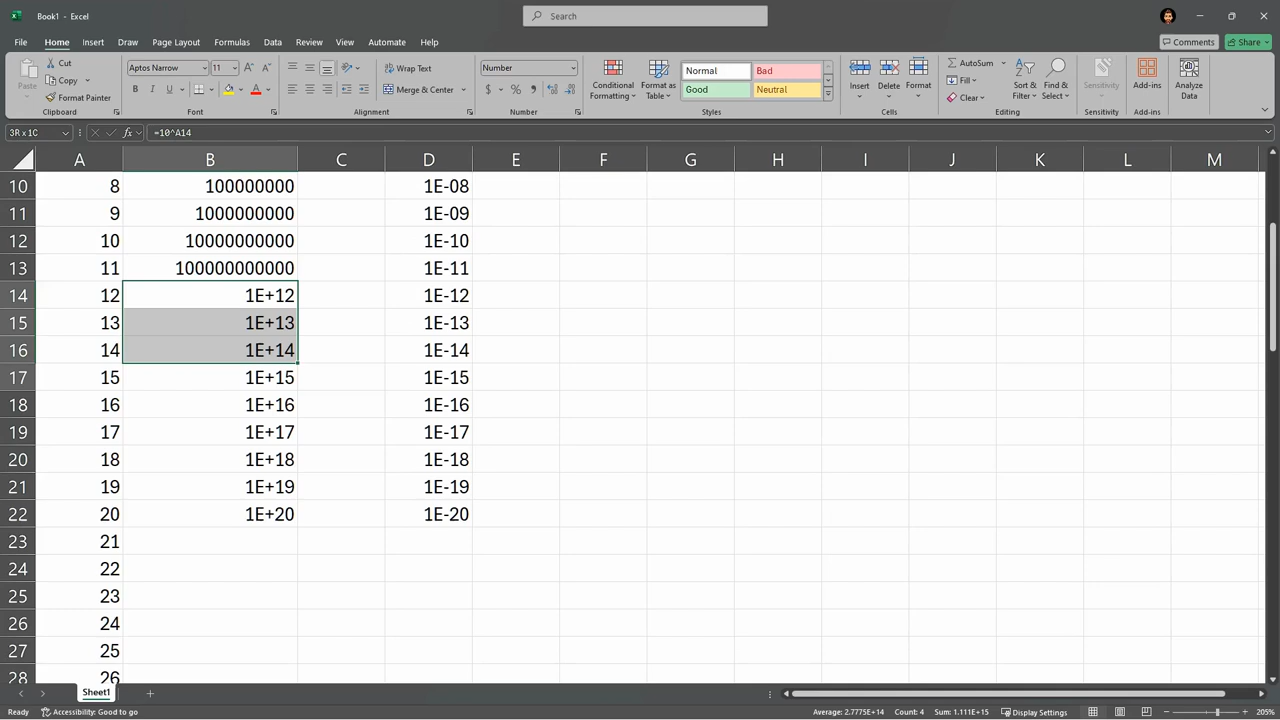 Book1 - Excel
Search
File Home Insert Draw Page Layout Formulas Data Review View Automate Help
Comments Share
Paste Cut Copy Format Painter Clipboard
Aptos Narrow 11 A A B I U A Font
Wrap Text Merge & Center Alignment
Number $ % Number
Conditional Formatting Format as Table Normal Bad Good Neutral Styles
Insert Delete Format Cells
AutoSum Fill Clear Sort & Filter Find & Select Editing
Sensitivity Sensitivity
Add-ins Add-ins
Analyze Data
3R x 1C fx =10^A14
A B C D E F G H I J K L M
10 8 100000000 1E-08
11 9 1000000000 1E-09
12 10 10000000000 1E-10
13 11 100000000000 1E-11
14 12 1E+12 1E-12
15 13 1E+13 1E-13
16 14 1E+14 1E-14
17 15 1E+15 1E-15
18 16 1E+16 1E-16
19 17 1E+17 1E-17
20 18 1E+18 1E-18
21 19 1E+19 1E-19
22 20 1E+20 1E-20
23 21
24 22
25 23
26 24
27 25
28 26
Sheet1
Ready Accessibility: Good to go Average: 2.7775E+14 Count: 4 Sum: 1.111E+15 Display Settings 205%